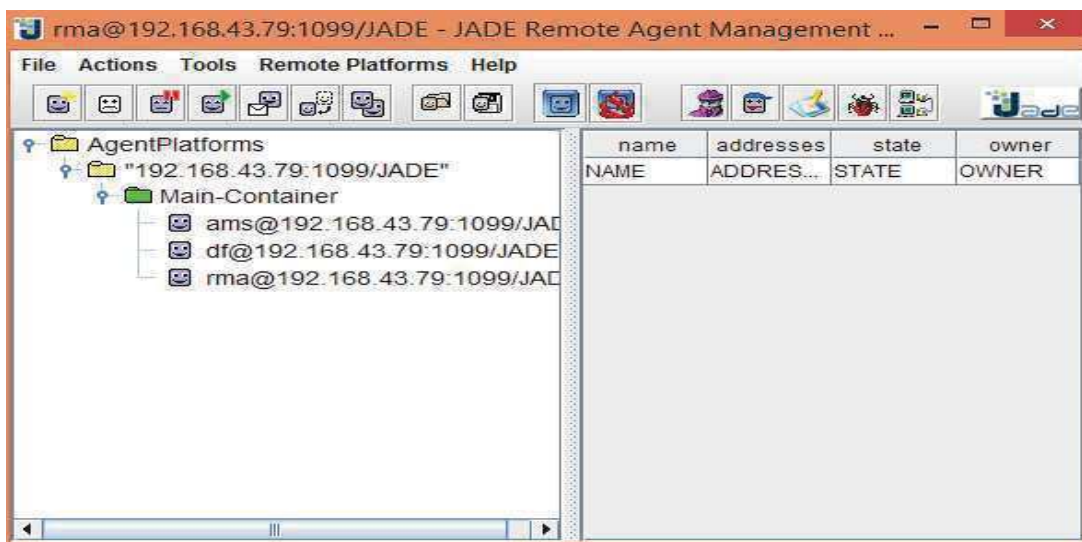 rma@192.168.43.79:1099/JADE - JADE Remote Agent Management ...
File Actions Tools Remote Platforms Help
Jade
AgentPlatforms
"192.168.43.79:1099/JADE"
Main-Container
ams@192.168.43.79:1099/JAD
df@192.168.43.79:1099/JADE
rma@192.168.43.79:1099/JAD
name addresses state owner
NAME ADDRES... STATE OWNER